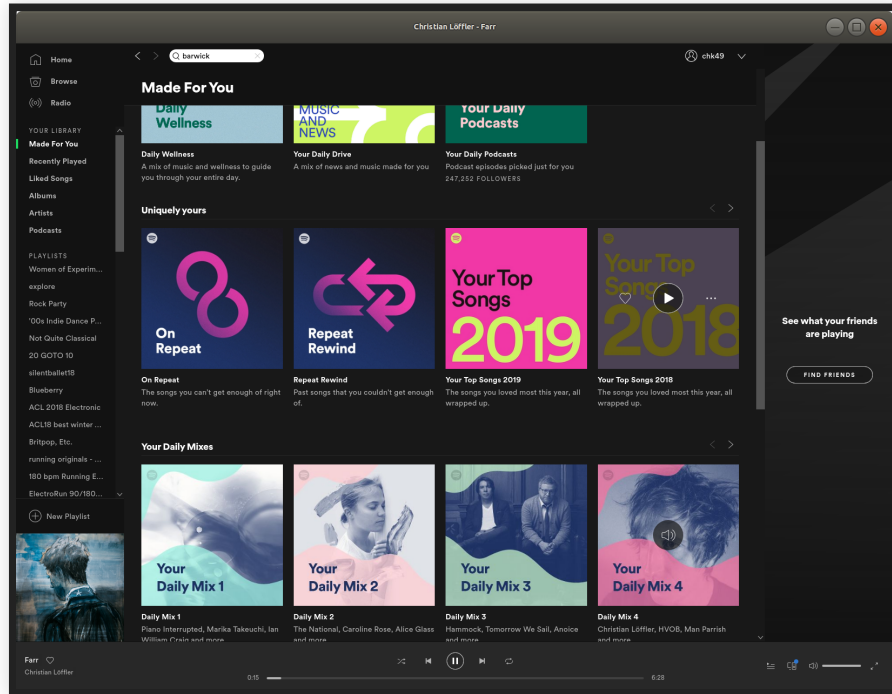 Christian Löffler - Farr
Home
Browse
Radio
YOUR LIBRARY
Made For You
Recently Played
Liked Songs
Albums
Artists
Podcasts
PLAYLISTS
Women of Experim...
explore
Rock Party
'00s Indie Dance P...
Not Quite Classical
20 GOTO 10
silentballet18
Blueberry
ACL 2018 Electronic
ACL18 best winter ...
Britpop, Etc.
running originals - ...
180 bpm Running E...
ElectroRun 90/180...
New Playlist
barwick
chk49
Made For You
Daily
Wellness
MUSIC
AND
NEWS
Your Daily
Podcasts
Daily Wellness
A mix of music and wellness to guide
you through your entire day.
Your Daily Drive
A mix of news and music made for you
Your Daily Podcasts
Podcast episodes picked just for you
247,252 FOLLOWERS
Uniquely yours
On
Repeat
Repeat
Rewind
Your Top
Songs
2019
Your Top
Songs
2018
On Repeat
The songs you can't get enough of right
now.
Repeat Rewind
Past songs that you couldn't get enough
of.
Your Top Songs 2019
The songs you loved most this year, all
wrapped up.
Your Top Songs 2018
The songs you loved most this year, all
wrapped up.
Your Daily Mixes
Your
Daily Mix 1
Your
Daily Mix 2
Your
Daily Mix 3
Your
Daily Mix 4
Daily Mix 1
Piano Interrupted, Marika Takeuchi, Ian
William Craig and more
Daily Mix 2
The National, Caroline Rose, Alice Glass
and more
Daily Mix 3
Hammock, Tomorrow We Sail, Anoice
and more
Daily Mix 4
Christian Löffler, HVOB, Man Parrish
and more
See what your friends
are playing
FIND FRIENDS
Farr
Christian Löffler
0:15
6:28